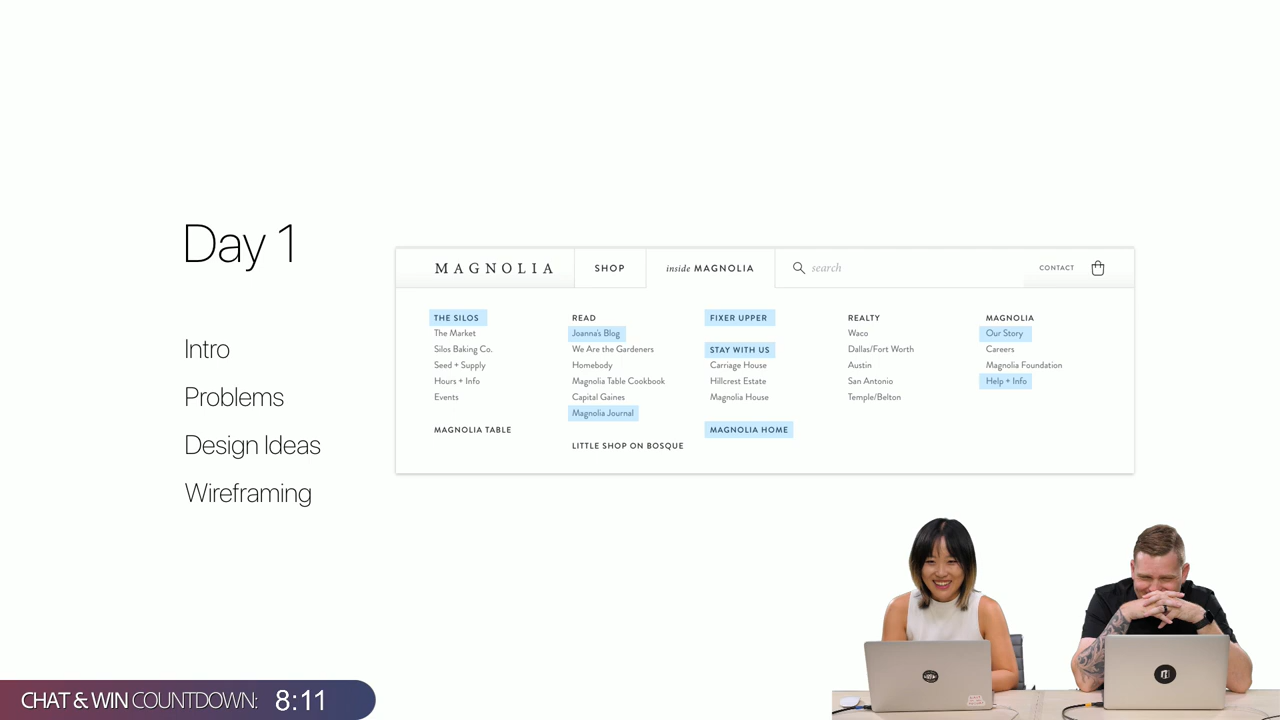 Day 1
Intro
Problems
Design Ideas
Wireframing
MAGNOLIA
SHOP
inside MAGNOLIA
search
CONTACT
THE SILOS
The Market
Silos Baking Co.
Seed + Supply
Hours + Info
Events
MAGNOLIA TABLE
READ
Joanna's Blog
We Are the Gardeners
Homebody
Magnolia Table Cookbook
Capital Gaines
Magnolia Journal
LITTLE SHOP ON BOSQUE
FIXER UPPER
STAY WITH US
Carriage House
Hillcrest Estate
Magnolia House
MAGNOLIA HOME
REALTY
Waco
Dallas/Fort Worth
Austin
San Antonio
Temple/Belton
MAGNOLIA
Our Story
Careers
Magnolia Foundation
Help + Info
CHAT & WIN COUNTDOWN: 8:11